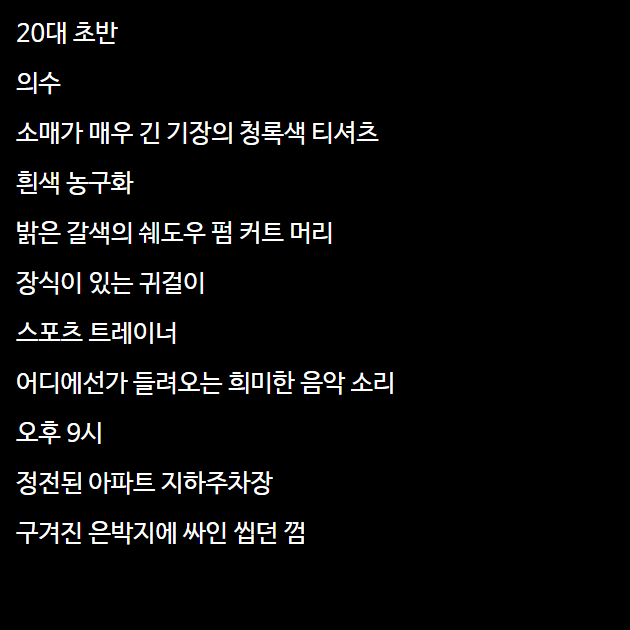 20대 초반
의수
소매가 매우 긴 기장의 청록색 티셔츠
흰색 농구화
밝은 갈색의 쉐도우 펌 커트 머리
장식이 있는 귀걸이
스포츠 트레이너
어디에선가 들려오는 희미한 음악 소리
오후 9시
정전된 아파트 지하주차장
구겨진 은박지에 싸인 씹던 껌